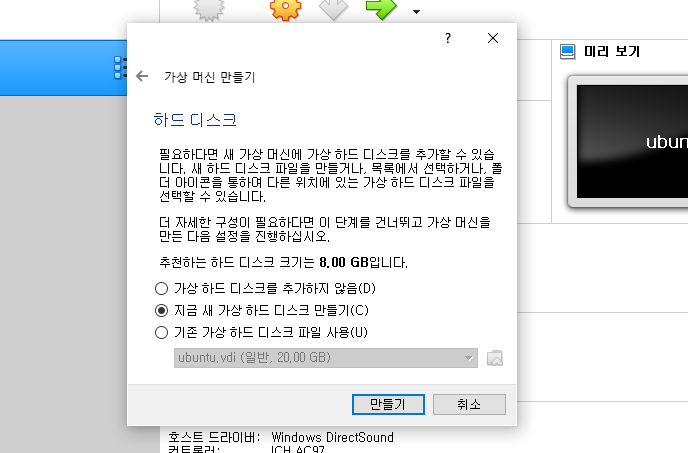 ?
가상 머신 만들기
미리 보기
하드 디스크
필요하다면 새 가상 머신에 가상 하드 디스크를 추가할 수 있습
니다. 새 하드 디스크 파일을 만들거나, 목록에서 선택하거나, 폴
더 아이콘을 통하여 다른 위치에 있는 가상 하드 디스크 파일을
선택할 수 있습니다.
더 자세한 구성이 필요하다면 이 단계를 건너뛰고 가상 머신을
만든 다음 설정을 진행하십시오.
추천하는 하드 디스크 크기는 8.00 GB입니다.
가상 하드 디스크를 추가하지 않음(D)
지금 새 가상 하드 디스크 만들기(C)
기존 가상 하드 디스크 파일 사용(U)
ubuntu.vdi (일반, 20.00 GB)
만들기
취소
호스트 드라이버: Windows DirectSound
컨트롤러: ICH AC97